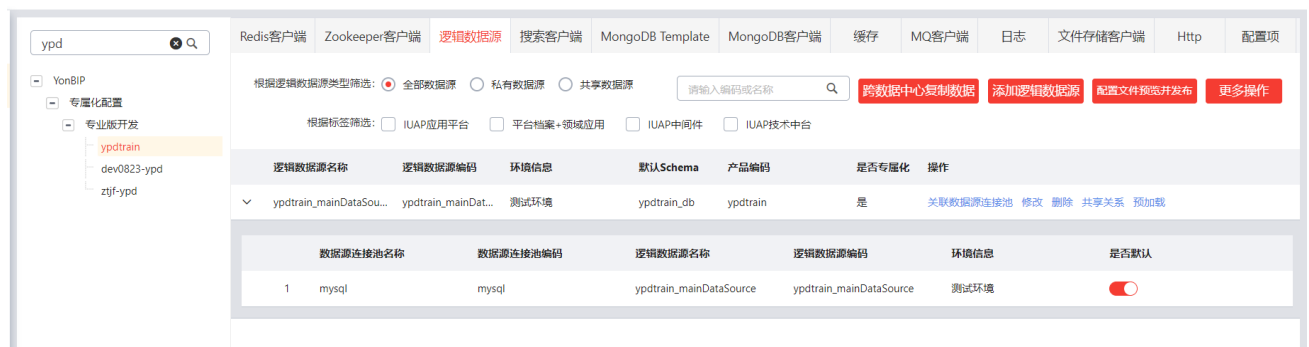 ypd
YonBIP
专属化配置
专业版开发
ypdtrain
dev0823-ypd
ztjf-ypd
Redis客户端 Zookeeper客户端 逻辑数据源 搜索客户端 MongoDB Template MongoDB客户端 缓存 MQ客户端 日志 文件存储客户端 Http 配置项
根据逻辑数据源类型筛选: 全部数据源 私有数据源 共享数据源 请输入编码或名称 跨数据中心复制数据 添加逻辑数据源 配置文件预览并发布 更多操作
根据标签筛选: IUAP应用平台 平台档案+领域应用 IUAP中间件 IUAP技术中台
逻辑数据源名称 逻辑数据源编码 环境信息 默认Schema 产品编码 是否专属化 操作
ypdtrain_mainDataSou... ypdtrain_mainDat... 测试环境 ypdtrain_db ypdtrain 是 关联数据源连接池 修改 删除 共享关系 预加载
数据源连接池名称 数据源连接池编码 逻辑数据源名称 逻辑数据源编码 环境信息 是否默认
1 mysql mysql ypdtrain_mainDataSource ypdtrain_mainDataSource 测试环境